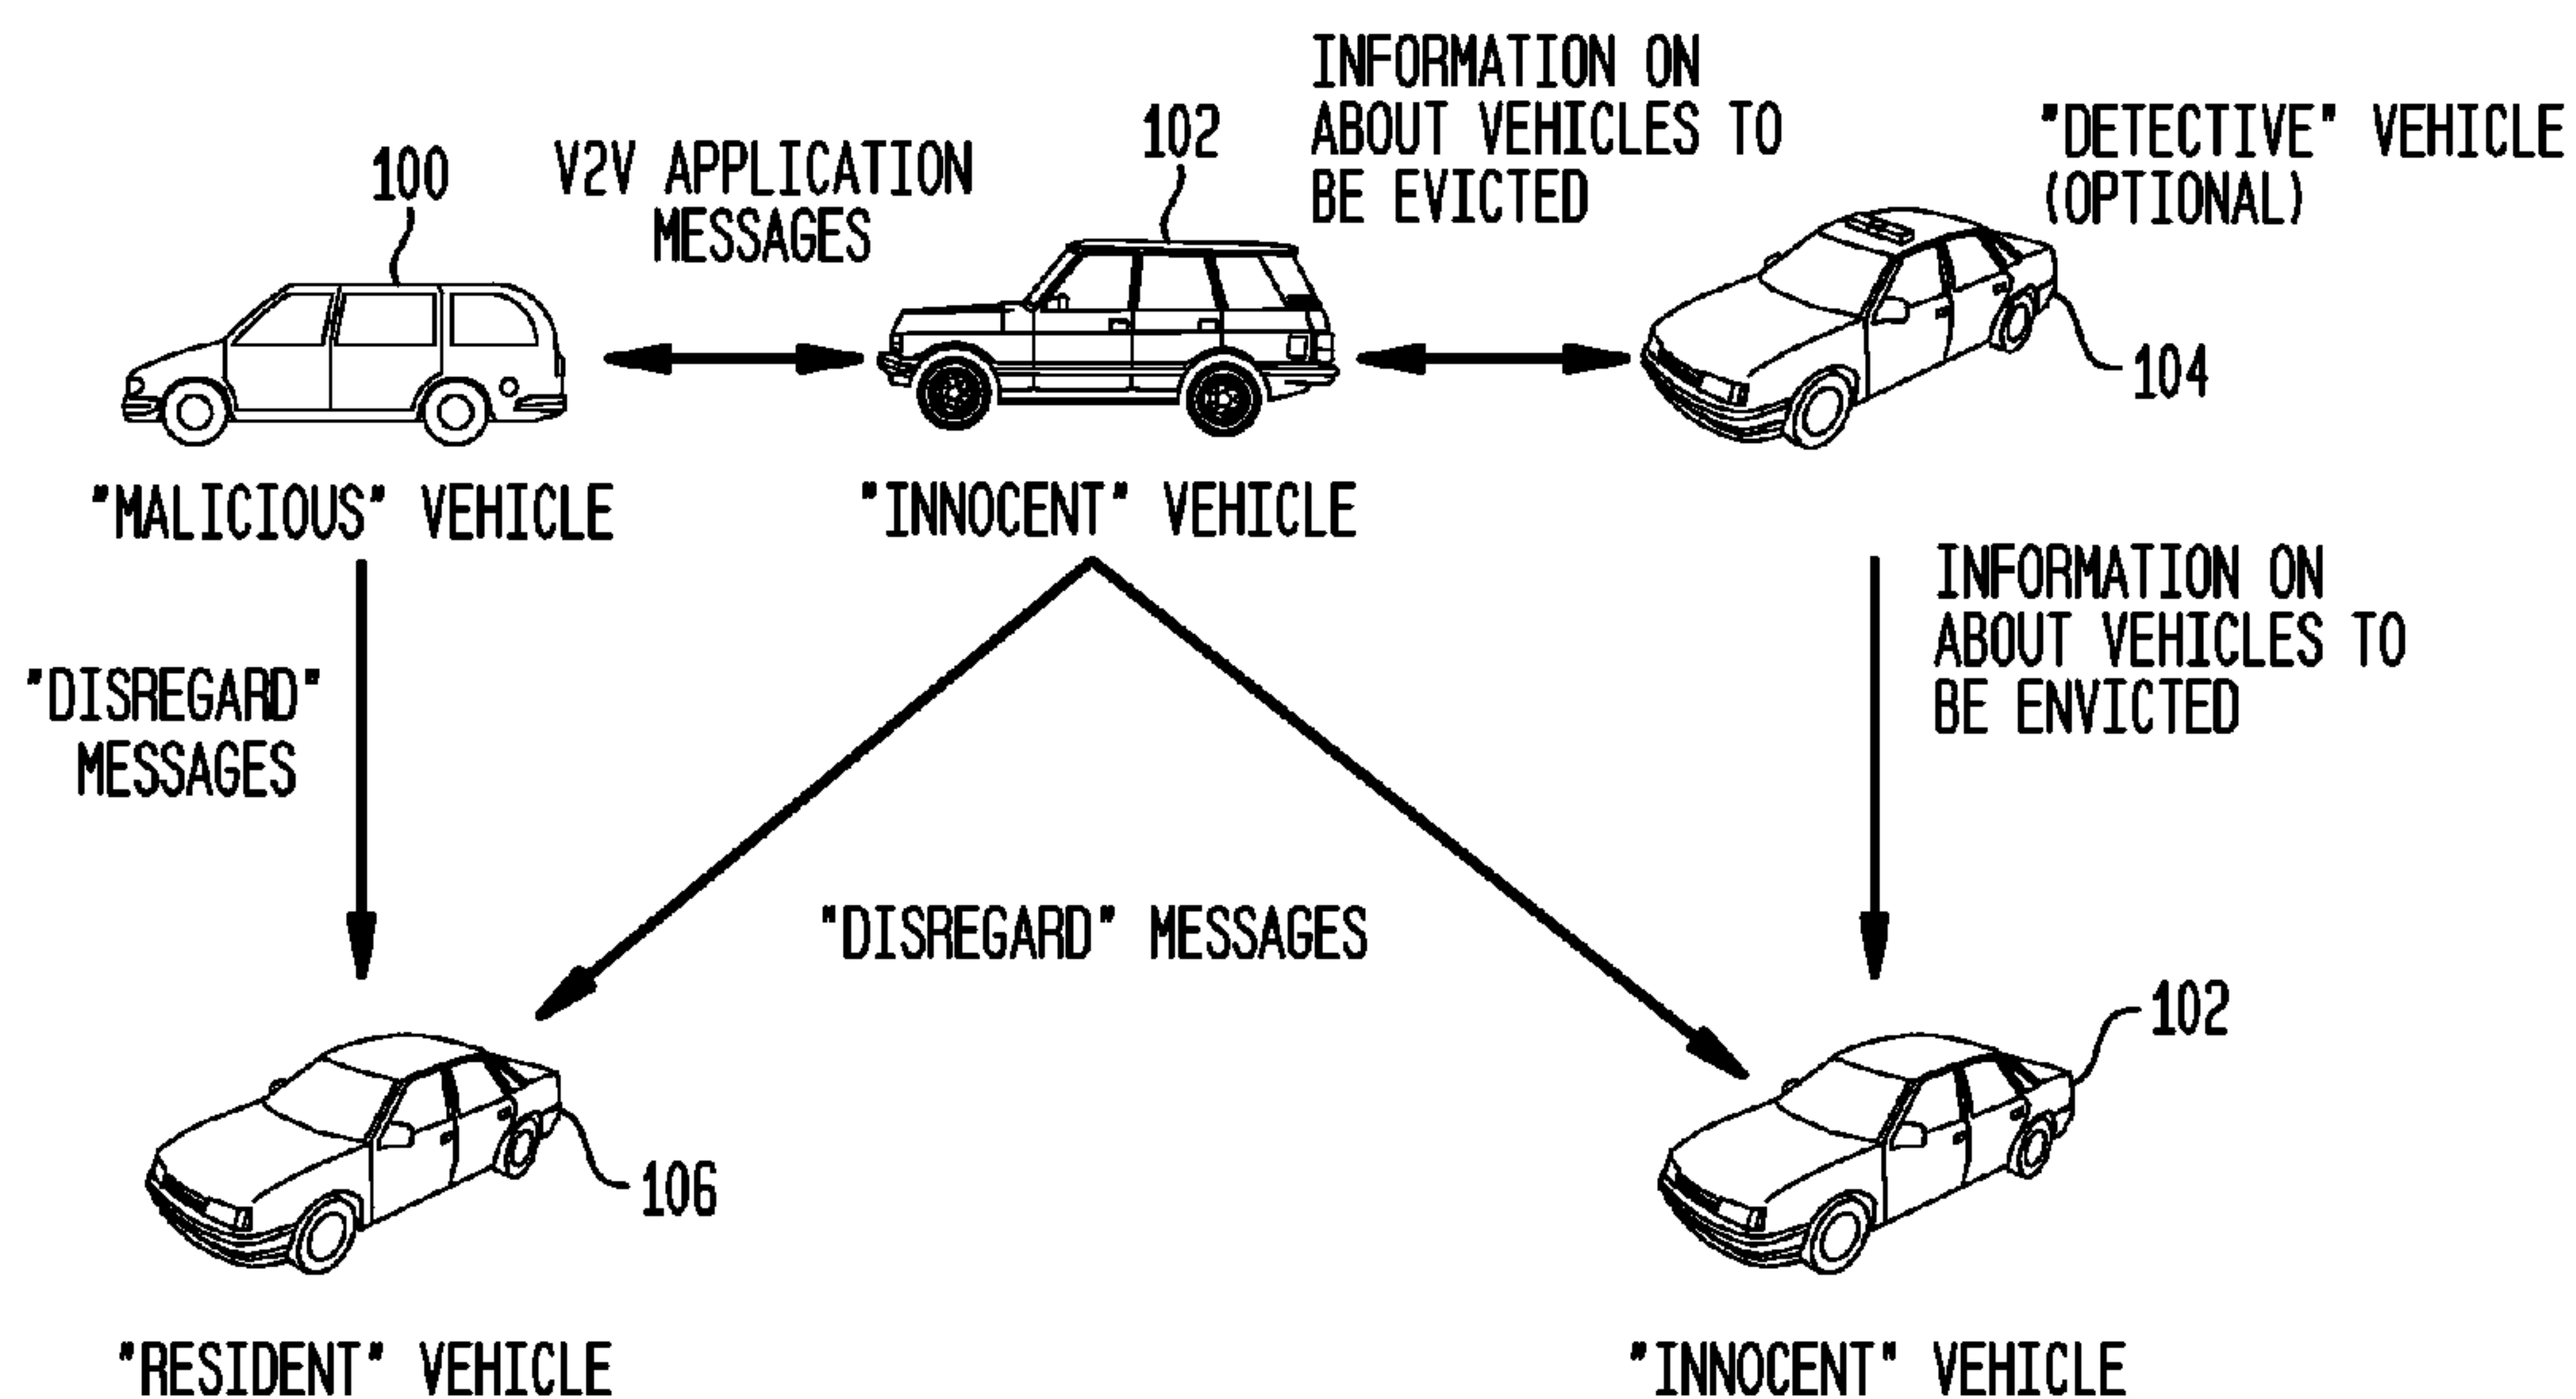 INFORMATION ON
ABOUT VEHICLES TO
BE EVICTED
102
"DETECTIVE" VEHICLE
(OPTIONAL)
100
V2V APPLICATION
MESSAGES
104
"MALICIOUS" VEHICLE
"INNOCENT" VEHICLE
INFORMATION ON
ABOUT VEHICLES TO
BE ENVICTED
"DISREGARD"
MESSAGES
"DISREGARD" MESSAGES
102
106
"RESIDENT" VEHICLE
"INNOCENT" VEHICLE